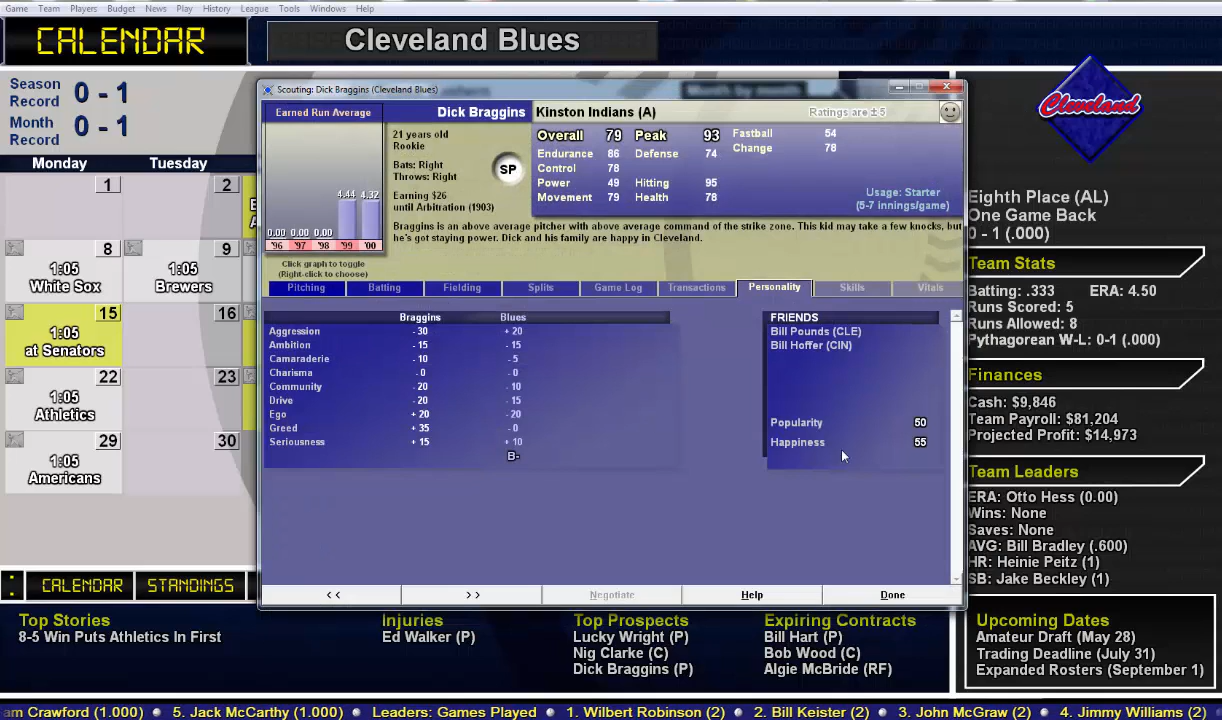 Game Team Players Budget News Play History League Tools Windows Help
CALENDAR
Cleveland Blues
Season Record 0 - 1
Month Record 0 - 1
Monday Tuesday
1 2
8 9
1:05 White Sox
1:05 Brewers
15 16
1:05 at Senators
22 23
1:05 Athletics
29 30
1:05 Americans
Scouting: Dick Braggins (Cleveland Blues)
Earned Run Average
4.44 4.32
0.00 0.00 0.00
'96 '97 '98 '99 '00
Click graph to toggle
(Right-click to choose)
Dick Braggins
21 years old
Rookie
Bats: Right
Throws: Right
Earning $26
until Arbitration (1903)
SP
Kinston Indians (A)
Ratings are ± 5
Overall 79 Peak 93 Fastball 54
Endurance 86 Defense 74 Change 78
Control 78
Power 49 Hitting 95
Movement 79 Health 78
Usage: Starter
(5-7 innings/game)
Braggins is an above average pitcher with above average command of the strike zone. This kid may take a few knocks, but
he's got staying power. Dick and his family are happy in Cleveland.
Pitching Batting Fielding Splits Game Log Transactions Personality Skills Vitals
Braggins Blues
Aggression - 30 + 20
Ambition - 15 - 15
Camaraderie - 10 - 5
Charisma - 0 - 0
Community - 20 - 10
Drive - 20 - 15
Ego + 20 - 20
Greed + 35 - 0
Seriousness + 15 + 10
B-
FRIENDS
Bill Pounds (CLE)
Bill Hoffer (CIN)
Popularity 50
Happiness 55
<< >> Negotiate Help Done
Cleveland
Eighth Place (AL)
One Game Back
0 - 1 (.000)
Team Stats
Batting: .333 ERA: 4.50
Runs Scored: 5
Runs Allowed: 8
Pythagorean W-L: 0-1 (.000)
Finances
Cash: $9,846
Team Payroll: $81,204
Projected Profit: $14,973
Team Leaders
ERA: Otto Hess (0.00)
Wins: None
Saves: None
AVG: Bill Bradley (.600)
HR: Heinie Peitz (1)
SB: Jake Beckley (1)
: CALENDAR STANDINGS
Top Stories
8-5 Win Puts Athletics In First
Injuries
Ed Walker (P)
Top Prospects
Lucky Wright (P)
Nig Clarke (C)
Dick Braggins (P)
Expiring Contracts
Bill Hart (P)
Bob Wood (C)
Algie McBride (RF)
Upcoming Dates
Amateur Draft (May 28)
Trading Deadline (July 31)
Expanded Rosters (September 1)
am Crawford (1.000) 5. Jack McCarthy (1.000) Leaders: Games Played 1. Wilbert Robinson (2) 2. Bill Keister (2) 3. John McGraw (2) 4. Jimmy Williams (2)